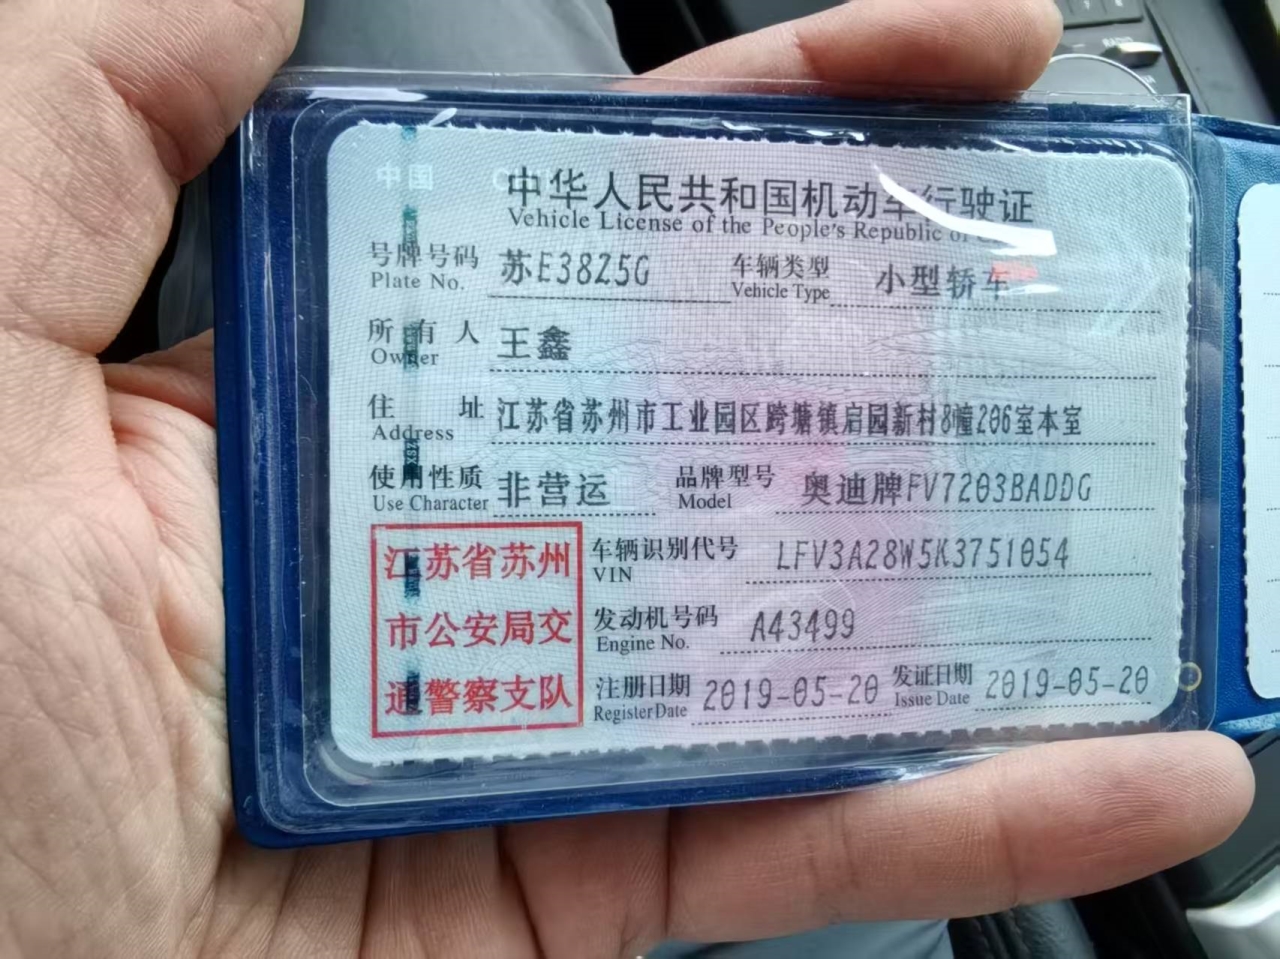 中国
中华人民共和国机动车行驶证
Vehicle License of the People's Republic of
号牌号码 苏E38Z5G 车辆类型 小型轿车
Plate No. Vehicle Type
所有人 王鑫
Owner
住址 江苏省苏州市工业园区跨塘镇启园新村8幢206室本室
Address
使用性质 非营运 品牌型号 奥迪牌FV7203BADDG
Use Character Model
江苏省苏州
市公安局交
通警察支队
车辆识别代号 LFV3A28W5K3751054
VIN
发动机号码 A43499
Engine No.
注册日期 2019-05-20 发证日期 2019-05-20
Register Date Issue Date